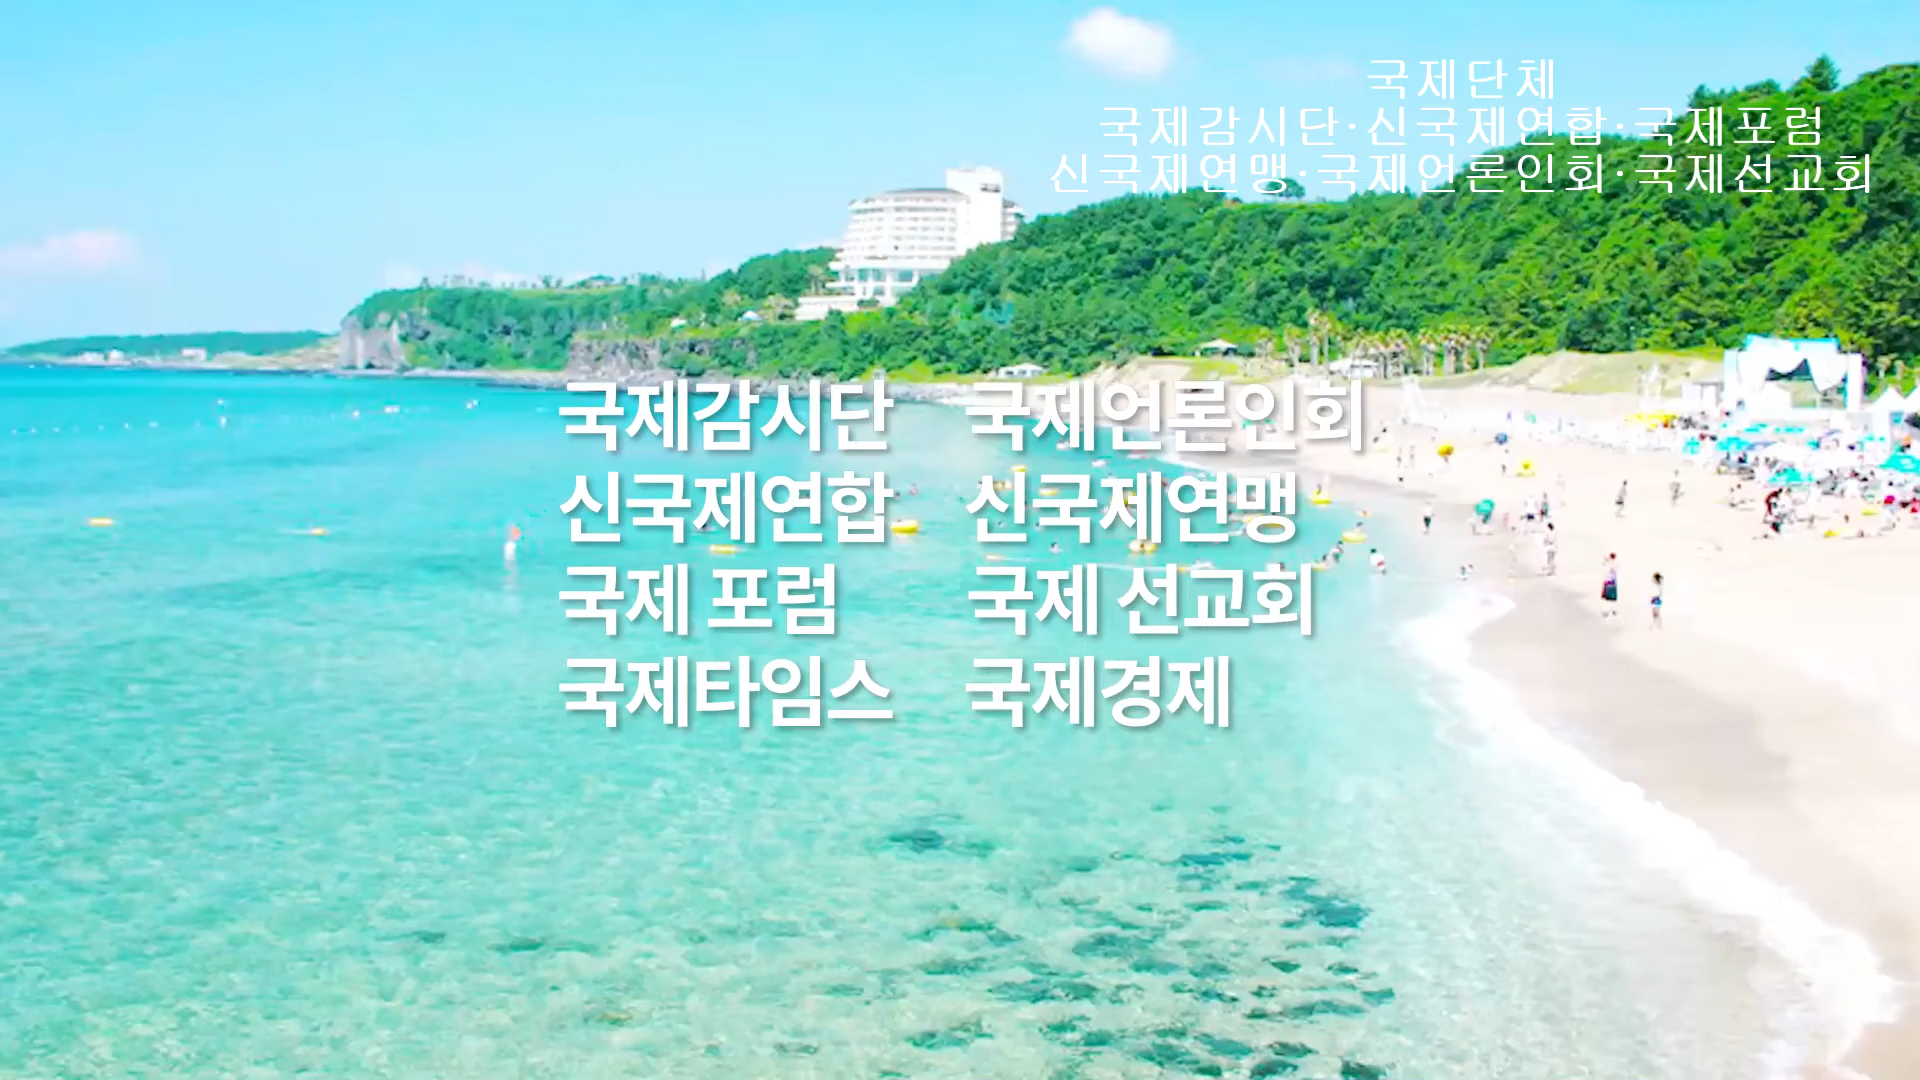 국제단체
국제감시단·신국제연합·국제포럼
신국제연맹·국제언론인회·국제선교회
국제감시단 국제언론인회
신국제연합 신국제연맹
국제 포럼 국제 선교회
국제타임스 국제경제